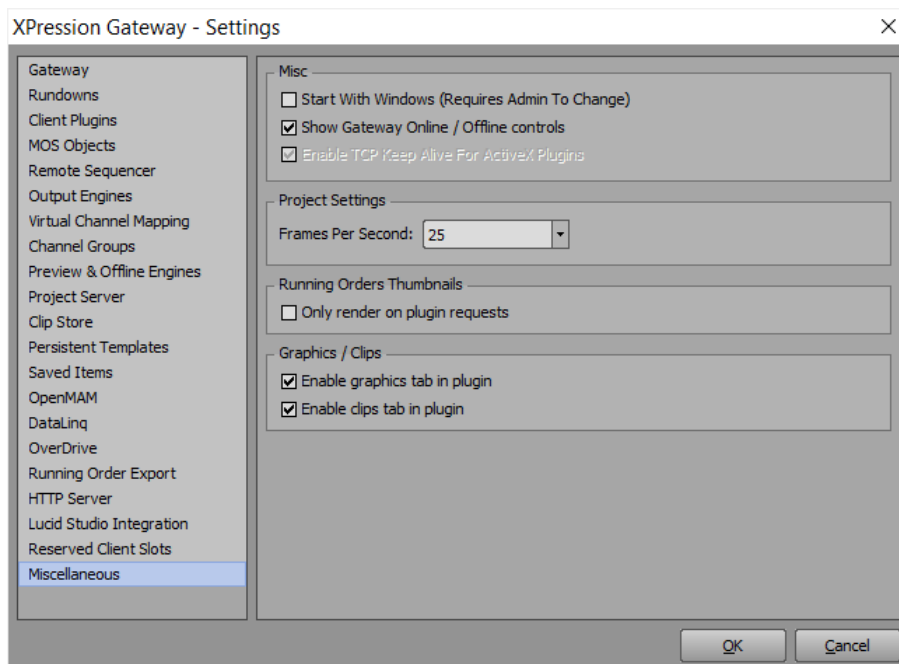 XPression Gateway - Settings
Gateway
Rundowns
Client Plugins
MOS Objects
Remote Sequencer
Output Engines
Virtual Channel Mapping
Channel Groups
Preview & Offline Engines
Project Server
Clip Store
Persistent Templates
Saved Items
OpenMAM
DataLinq
OverDrive
Running Order Export
HTTP Server
Lucid Studio Integration
Reserved Client Slots
Miscellaneous
Misc
Start With Windows (Requires Admin To Change)
Show Gateway Online / Offline controls
Enable TCP Keep Alive For ActiveX Plugins
Project Settings
Frames Per Second: 25
Running Orders Thumbnails
Only render on plugin requests
Graphics / Clips
Enable graphics tab in plugin
Enable clips tab in plugin
OK Cancel